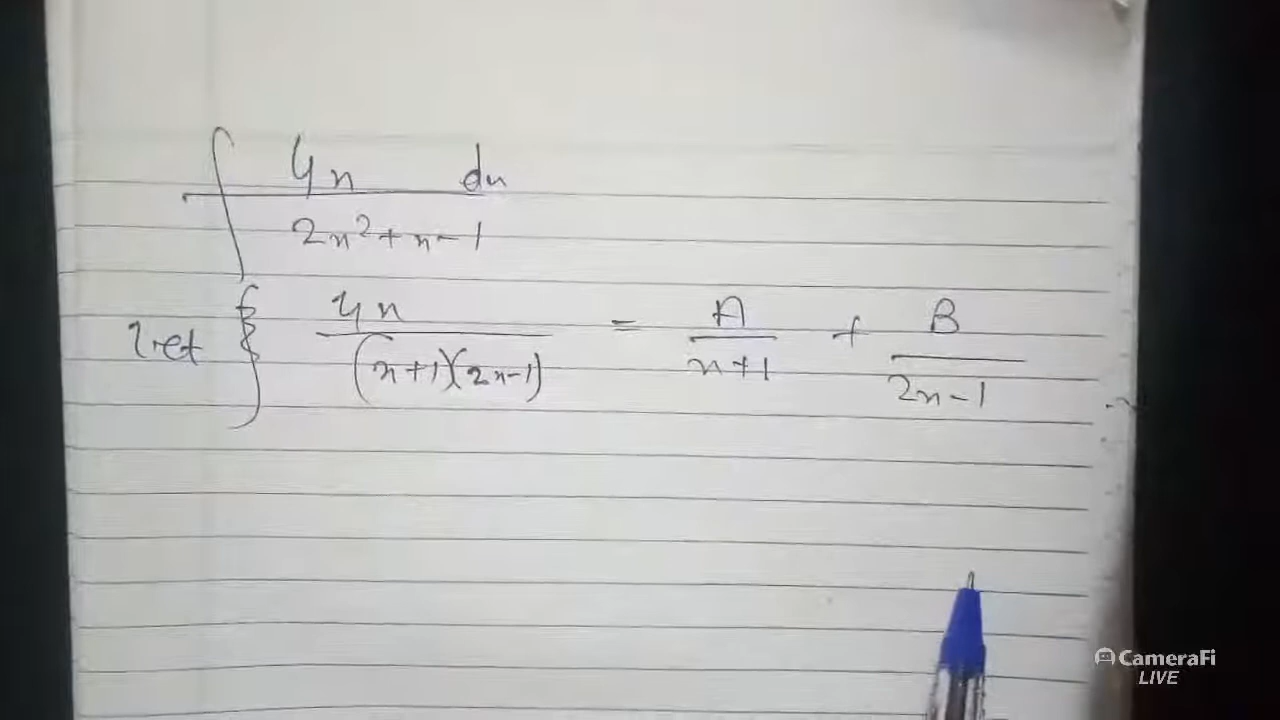 ∫ 4x/(2x²+x-1) dx
Let 4x/((x+1)(2x-1)) = A/(x+1) + B/(2x-1)
CameraFi
LIVE